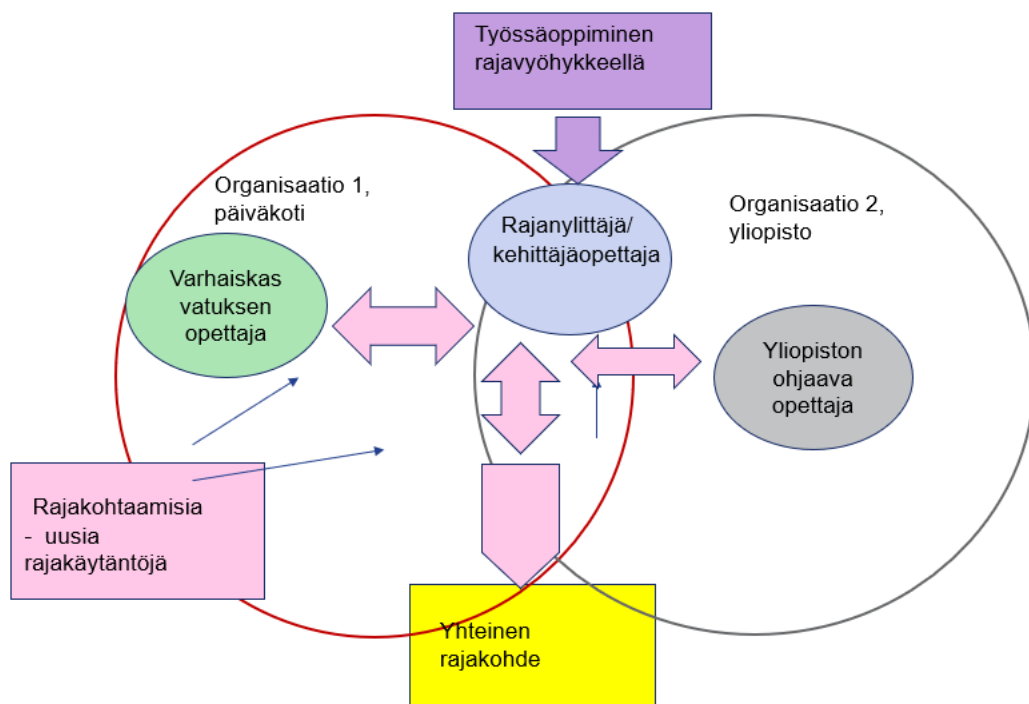 Työssäoppiminen
rajavyöhykkeellä
Organisaatio 1,
päiväkoti
Rajanylittäjä/
kehittäjäopettaja
Organisaatio 2,
yliopisto
Varhaiskas
vatuksen
opettaja
Yliopiston
ohjaava
opettaja
Rajakohtaamisia
- uusia
rajakäytäntöjä
Yhteinen
rajakohde